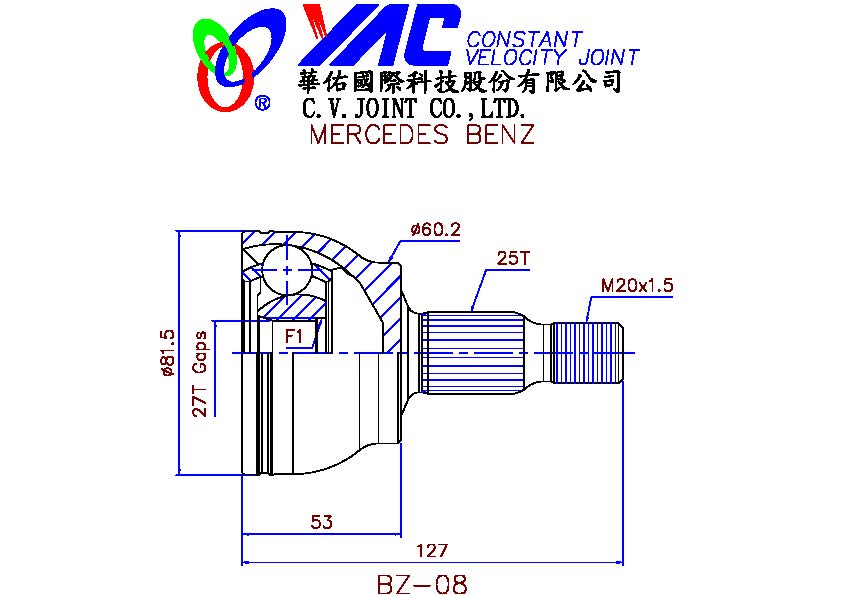 YAC CONSTANT
VELOCITY JOINT
®
華佑國際科技股份有限公司
C.V.JOINT CO.,LTD.
MERCEDES BENZ
ø60.2
25T
M20x1.5
F1
ø81.5
27T Gaps
53
127
BZ-08